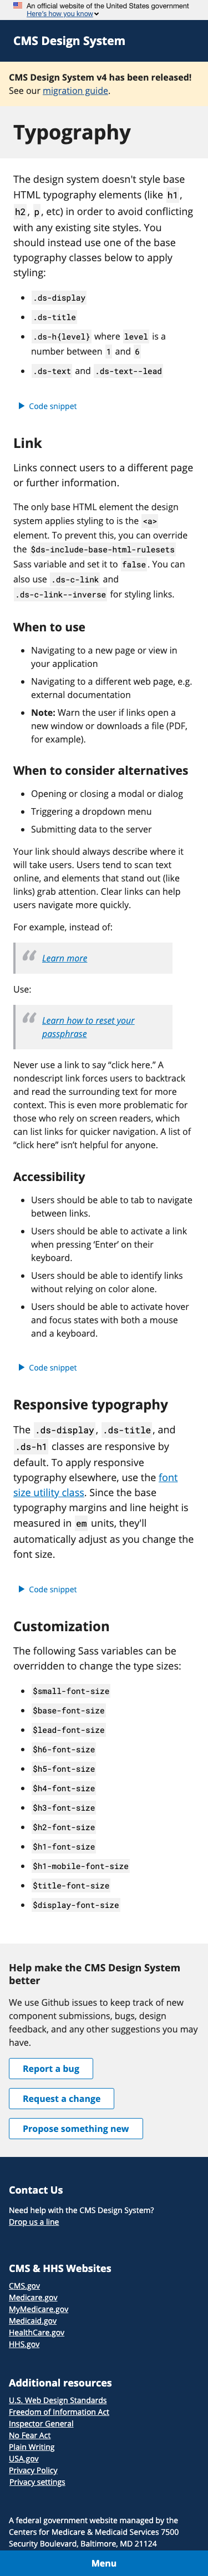 An official website of the United States government
Here's how you know
CMS Design System
CMS Design System v4 has been released!
See our migration guide.
Typography
The design system doesn't style base
HTML typography elements (like h1,
h2, p, etc) in order to avoid conflicting
with any existing site styles. You
should instead use one of the base
typography classes below to apply
styling:
.ds-display
.ds-title
.ds-h{level} where level is a
number between 1 and 6
.ds-text and .ds-text--lead
Code snippet
Link
Links connect users to a different page
or further information.
The only base HTML element the design
system applies styling to is the <a>
element. To prevent this, you can override
the $ds-include-base-html-rulesets
Sass variable and set it to false. You can
also use .ds-c-link and
.ds-c-link--inverse for styling links.
When to use
Navigating to a new page or view in
your application
Navigating to a different web page, e.g.
external documentation
Note: Warn the user if links open a
new window or downloads a file (PDF,
for example).
When to consider alternatives
Opening or closing a modal or dialog
Triggering a dropdown menu
Submitting data to the server
Your link should always describe where it
will take users. Users tend to scan text
online, and elements that stand out (like
links) grab attention. Clear links can help
users navigate more quickly.
For example, instead of:
Learn more
Use:
Learn how to reset your
passphrase
Never use a link to say “click here.” A
nondescript link forces users to backtrack
and read the surrounding text for more
context. This is even more problematic for
those who rely on screen readers, which
can list links for quicker navigation. A list of
“click here” isn’t helpful for anyone.
Accessibility
Users should be able to tab to navigate
between links.
Users should be able to activate a link
when pressing ‘Enter’ on their
keyboard.
Users should be able to identify links
without relying on color alone.
Users should be able to activate hover
and focus states with both a mouse
and a keyboard.
Code snippet
Responsive typography
The .ds-display, .ds-title, and
.ds-h1 classes are responsive by
default. To apply responsive
typography elsewhere, use the font
size utility class. Since the base
typography margins and line height is
measured in em units, they'll
automatically adjust as you change the
font size.
Code snippet
Customization
The following Sass variables can be
overridden to change the type sizes:
$small-font-size
$base-font-size
$lead-font-size
$h6-font-size
$h5-font-size
$h4-font-size
$h3-font-size
$h2-font-size
$h1-font-size
$h1-mobile-font-size
$title-font-size
$display-font-size
Help make the CMS Design System
better
We use Github issues to keep track of new
component submissions, bugs, design
feedback, and any other suggestions you may
have.
Report a bug
Request a change
Propose something new
Contact Us
Need help with the CMS Design System?
Drop us a line
CMS & HHS Websites
CMS.gov
Medicare.gov
MyMedicare.gov
Medicaid.gov
HealthCare.gov
HHS.gov
Additional resources
U.S. Web Design Standards
Freedom of Information Act
Inspector General
No Fear Act
Plain Writing
USA.gov
Privacy Policy
Privacy settings
A federal government website managed by the
Centers for Medicare & Medicaid Services 7500
Security Boulevard, Baltimore, MD 21124
Menu